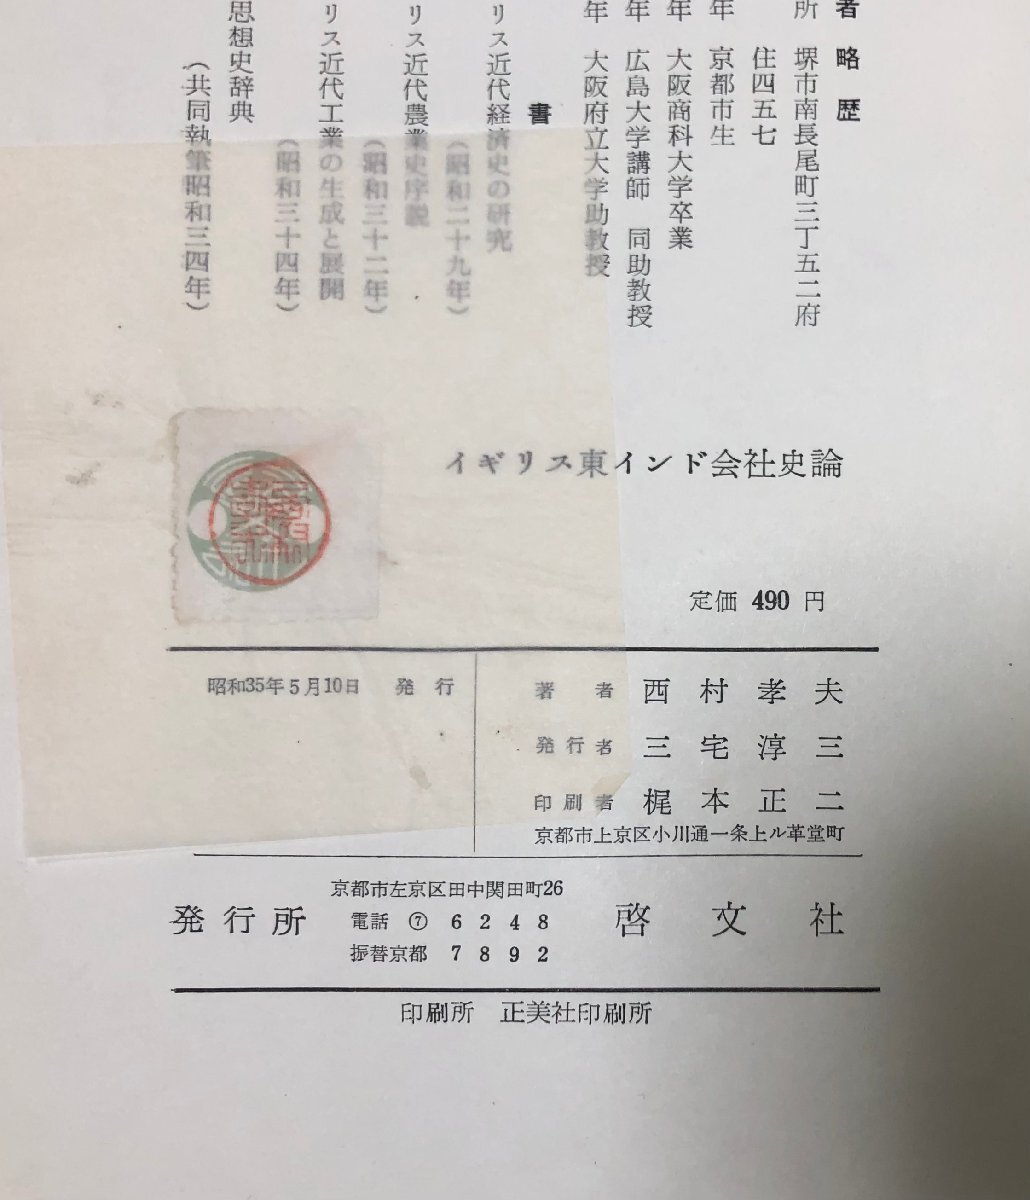 者略歴
所 堺市南長尾町三丁五二府
住四五七
年 京都市生
年 大阪商科大学卒業
年 広島大学講師 同助教授
年 大阪府立大学助教授
書
リス近代経済史の研究
(昭和二十九年)
リス近代農業史序説
(昭和三十二年)
リス近代工業の生成と展開
(昭和三十四年)
思想史辞典
(共同執筆昭和三四年)
イギリス東インド会社史論
定価 490 円
昭和35年5月10日 発行
著者 西村孝夫
発行者 三宅淳三
印刷者 梶本正二
京都市上京区小川通一条上ル革堂町
発行所
京都市左京区田中関田町26
電話 ⑦ 6248
振替京都 7892
啓文社
印刷所 正美社印刷所